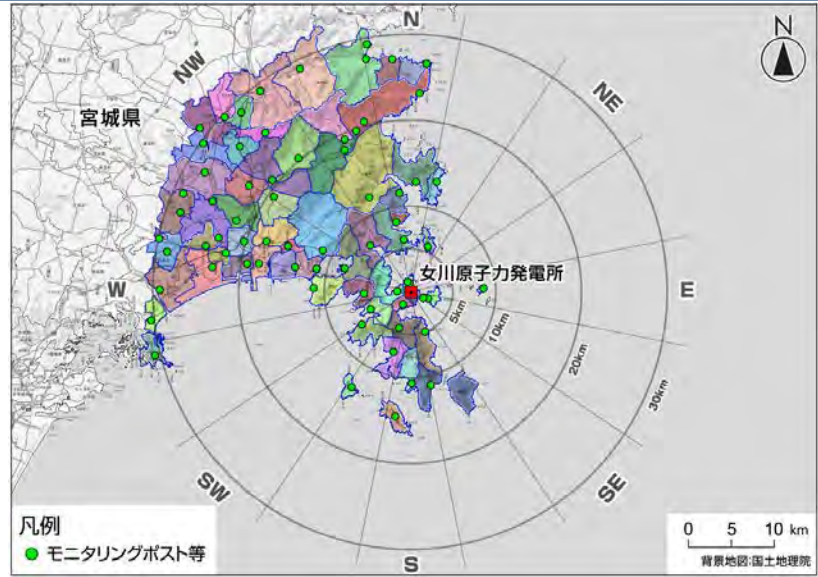 N
N
NW
NE
宮城県
女川原子力発電所
W
E
5km
10km
20km
30km
SW
SE
S
凡例
モニタリングポスト等
0 5 10 km
背景地図:国土地理院